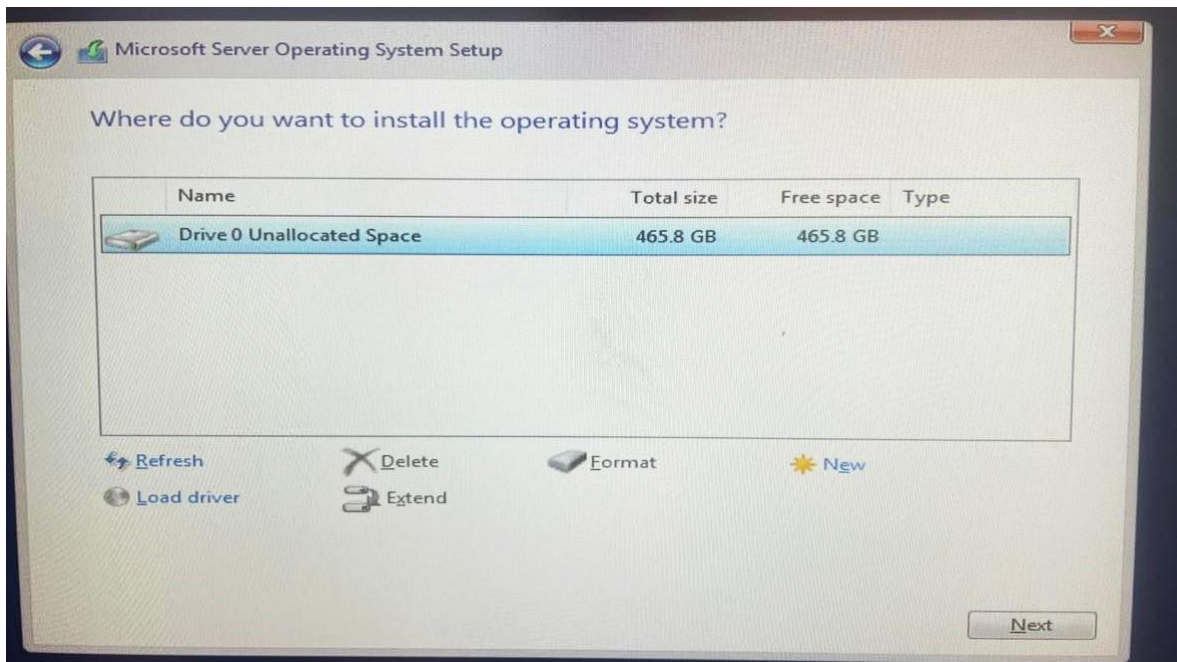 Microsoft Server Operating System Setup
Where do you want to install the operating system?
Name Total size Free space Type
Drive 0 Unallocated Space 465.8 GB 465.8 GB
Refresh Delete Format New
Load driver Extend
Next